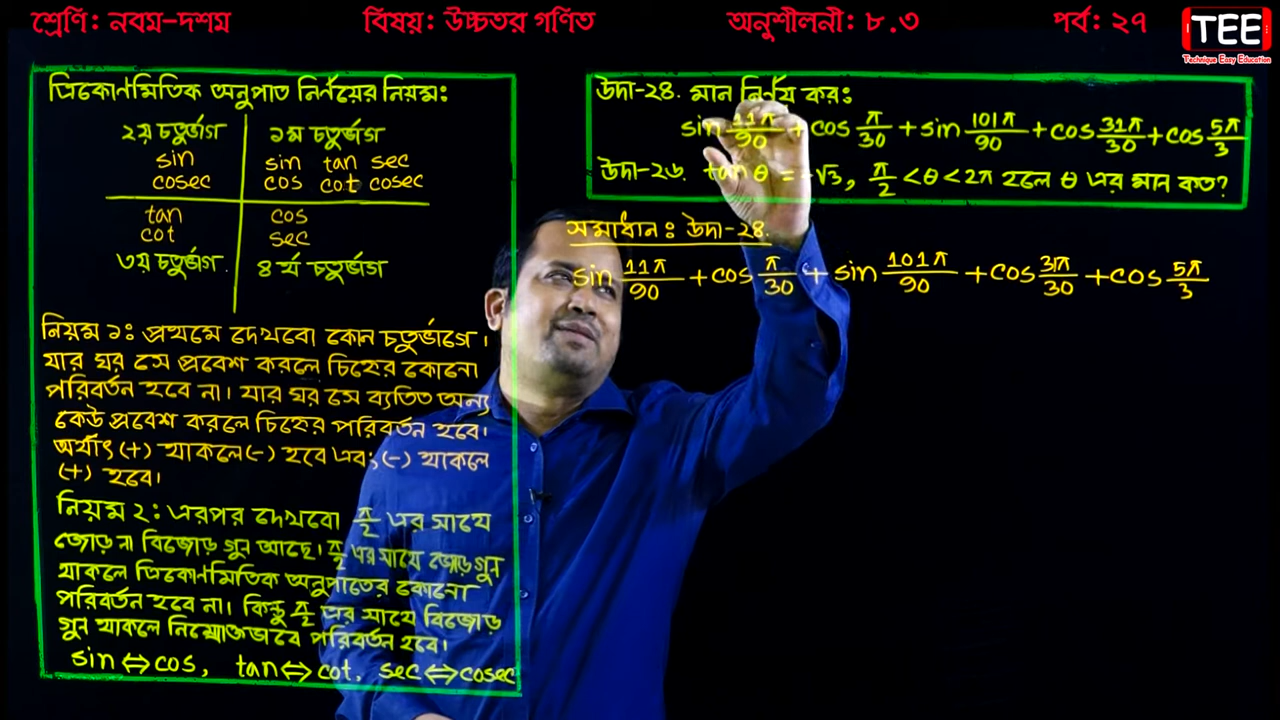 শ্রেণি: নবম-দশম বিষয়: উচ্চতর গণিত অনুশীলনী: ৮.৩ পর্ব: ২৭
TEE
Technique Easy Education
ত্রিকোণমিতিক অনুপাত নির্ণয়ের নিয়ম:
২য় চতুর্ভাগ ১ম চতুর্ভাগ
sin sin tan sec
cosec cos cot cosec
tan cos
cot sec
৩য় চতুর্ভাগ. ৪র্থ চতুর্ভাগ
নিয়ম ১: প্রথমে দেখবো কোন চতুর্ভাগে।
যার ঘর সে প্রবেশ করলে চিহ্নের কোনো
পরিবর্তন হবে না। যার ঘর সে ব্যতিত অন্য
কেউ প্রবেশ করলে চিহ্নের পরিবর্তন হবে।
অর্থাৎ (+) থাকলে (-) হবে এবং (-) থাকলে
(+) হবে।
নিয়ম ২: এরপর দেখবো π/2 এর সাথে
জোড় না বিজোড় গুন আছে। π/2 এর সাথে জোড় গুন
থাকলে ত্রিকোণমিতিক অনুপাতের কোনো
পরিবর্তন হবে না। কিন্তু π/2 এর সাথে বিজোড়
গুন থাকলে নিম্নোক্তভাবে পরিবর্তন হবে।
sin ⇔ cos, tan ⇔ cot, sec ⇔ cosec
উদা-২৪. মান নির্ণয় কর:
sin 11π/90 + cos π/30 + sin 101π/90 + cos 31π/30 + cos 5π/3
উদা-২৬. tan θ = -√3, π/2 < θ < 2π হলে θ এর মান কত?
সমাধান: উদা-২৪.
sin 11π/90 + cos π/30 + sin 101π/90 + cos 31π/30 + cos 5π/3